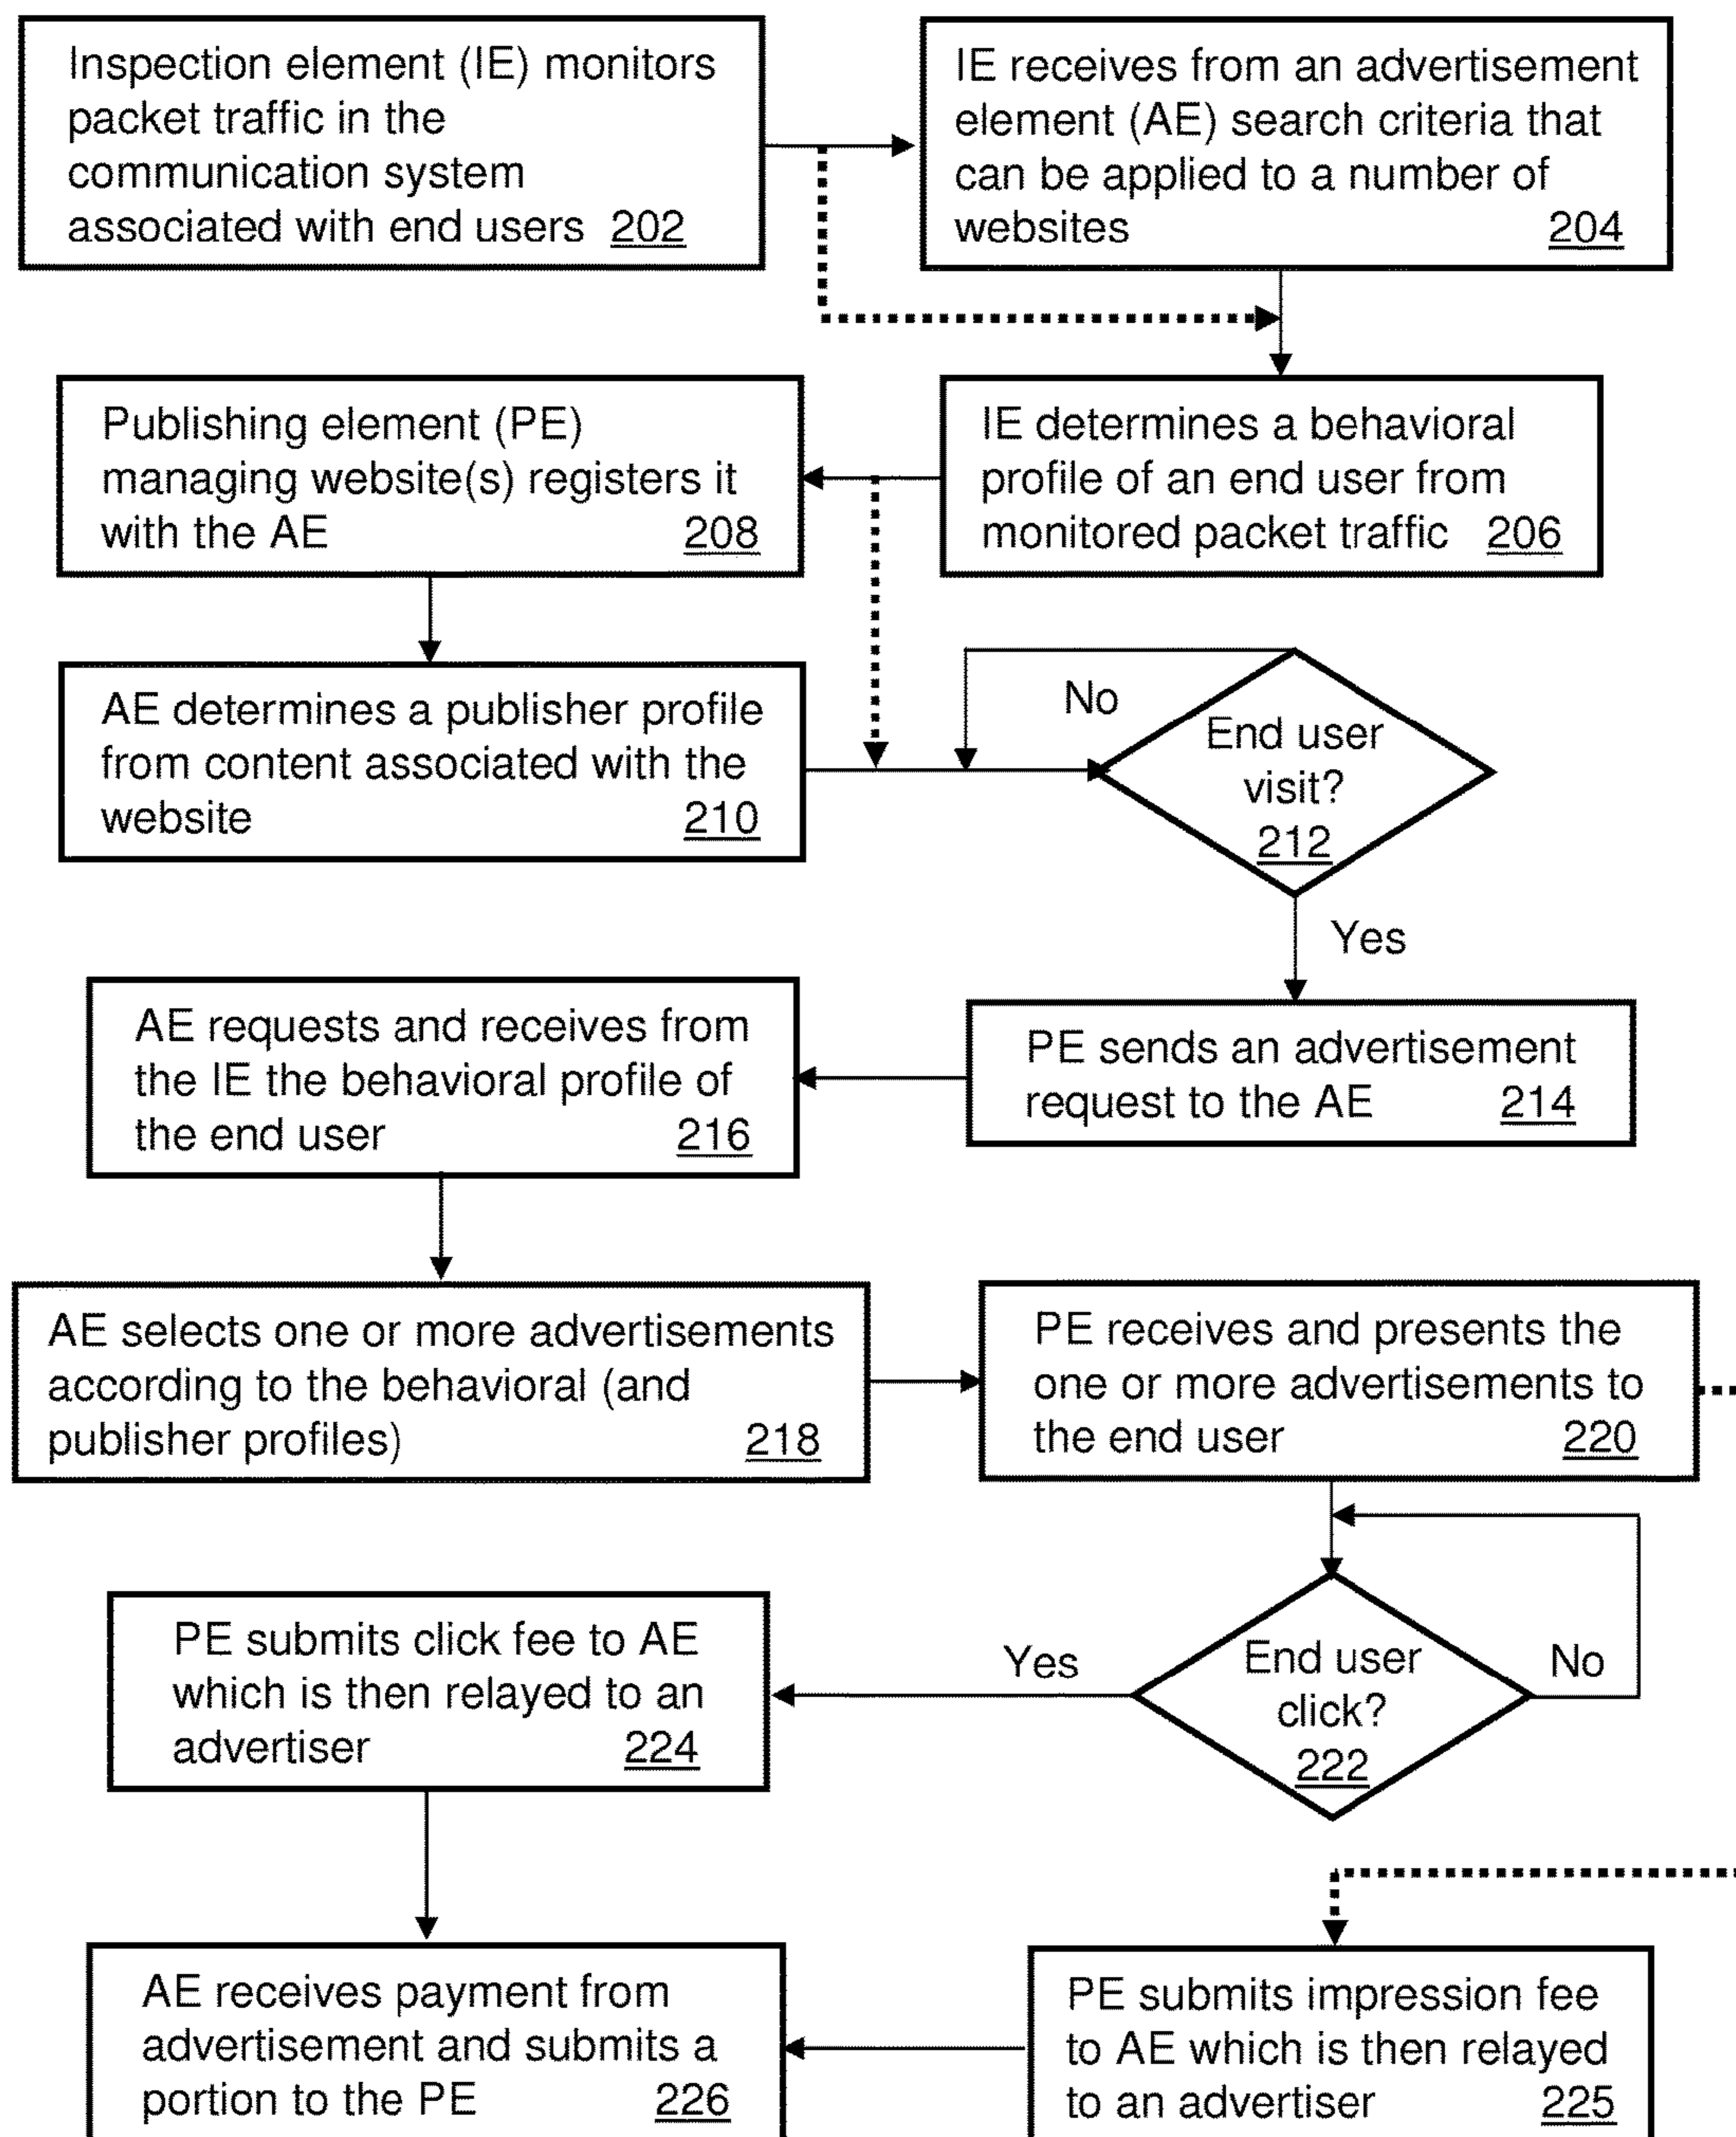 Inspection element (IE) monitors
packet traffic in the
communication system
associated with end users 202
IE receives from an advertisement
element (AE) search criteria that
can be applied to a number of
websites 204
Publishing element (PE)
managing website(s) registers it
with the AE 208
IE determines a behavioral
profile of an end user from
monitored packet traffic 206
AE determines a publisher profile
from content associated with the
website 210
No
End user
visit?
212
Yes
AE requests and receives from
the IE the behavioral profile of
the end user 216
PE sends an advertisement
request to the AE 214
AE selects one or more advertisements
according to the behavioral (and
publisher profiles) 218
PE receives and presents the
one or more advertisements to
the end user 220
PE submits click fee to AE
which is then relayed to an
advertiser 224
Yes
End user
click?
222
No
AE receives payment from
advertisement and submits a
portion to the PE 226
PE submits impression fee
to AE which is then relayed
to an advertiser 225